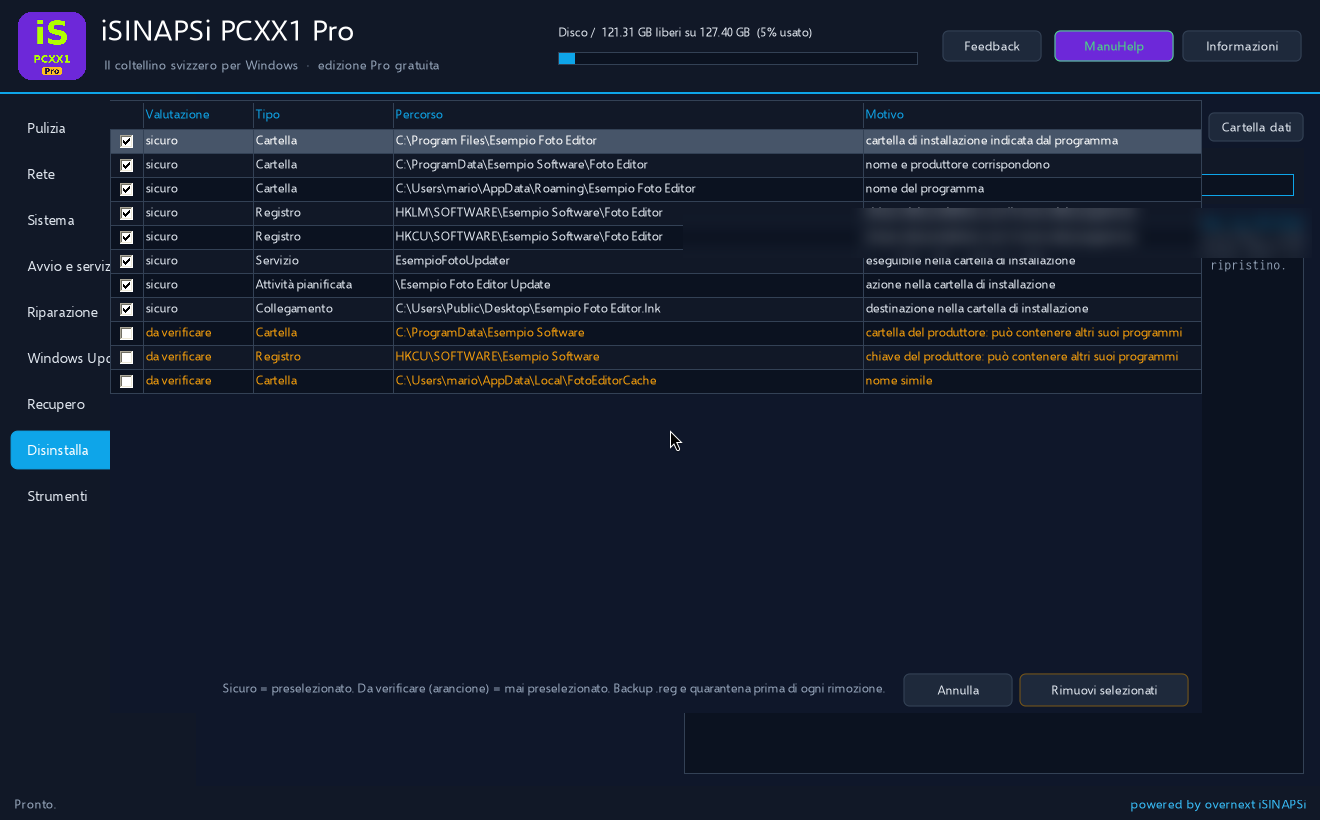 iS
PCXX1
Pro
iSINAPSi PCXX1 Pro
Il coltellino svizzero per Windows · edizione Pro gratuita
Disco / 121.31 GB liberi su 127.40 GB (5% usato)
Feedback
ManuHelp
Informazioni
Pulizia
Rete
Sistema
Avvio e serviz
Riparazione
Windows Upd
Recupero
Disinstalla
Strumenti
Cartella dati
ripristino.
Valutazione Tipo Percorso Motivo
sicuro Cartella C:\Program Files\Esempio Foto Editor cartella di installazione indicata dal programma
sicuro Cartella C:\ProgramData\Esempio Software\Foto Editor nome e produttore corrispondono
sicuro Cartella C:\Users\mario\AppData\Roaming\Esempio Foto Editor nome del programma
sicuro Registro HKLM\SOFTWARE\Esempio Software\Foto Editor
sicuro Registro HKCU\SOFTWARE\Esempio Software\Foto Editor
sicuro Servizio EsempioFotoUpdater eseguibile nella cartella di installazione
sicuro Attività pianificata \Esempio Foto Editor Update azione nella cartella di installazione
sicuro Collegamento C:\Users\Public\Desktop\Esempio Foto Editor.lnk destinazione nella cartella di installazione
da verificare Cartella C:\ProgramData\Esempio Software cartella del produttore: può contenere altri suoi programmi
da verificare Registro HKCU\SOFTWARE\Esempio Software chiave del produttore: può contenere altri suoi programmi
da verificare Cartella C:\Users\mario\AppData\Local\FotoEditorCache nome simile
Sicuro = preselezionato. Da verificare (arancione) = mai preselezionato. Backup .reg e quarantena prima di ogni rimozione.
Annulla
Rimuovi selezionati
Pronto.
powered by overnext iSINAPSi